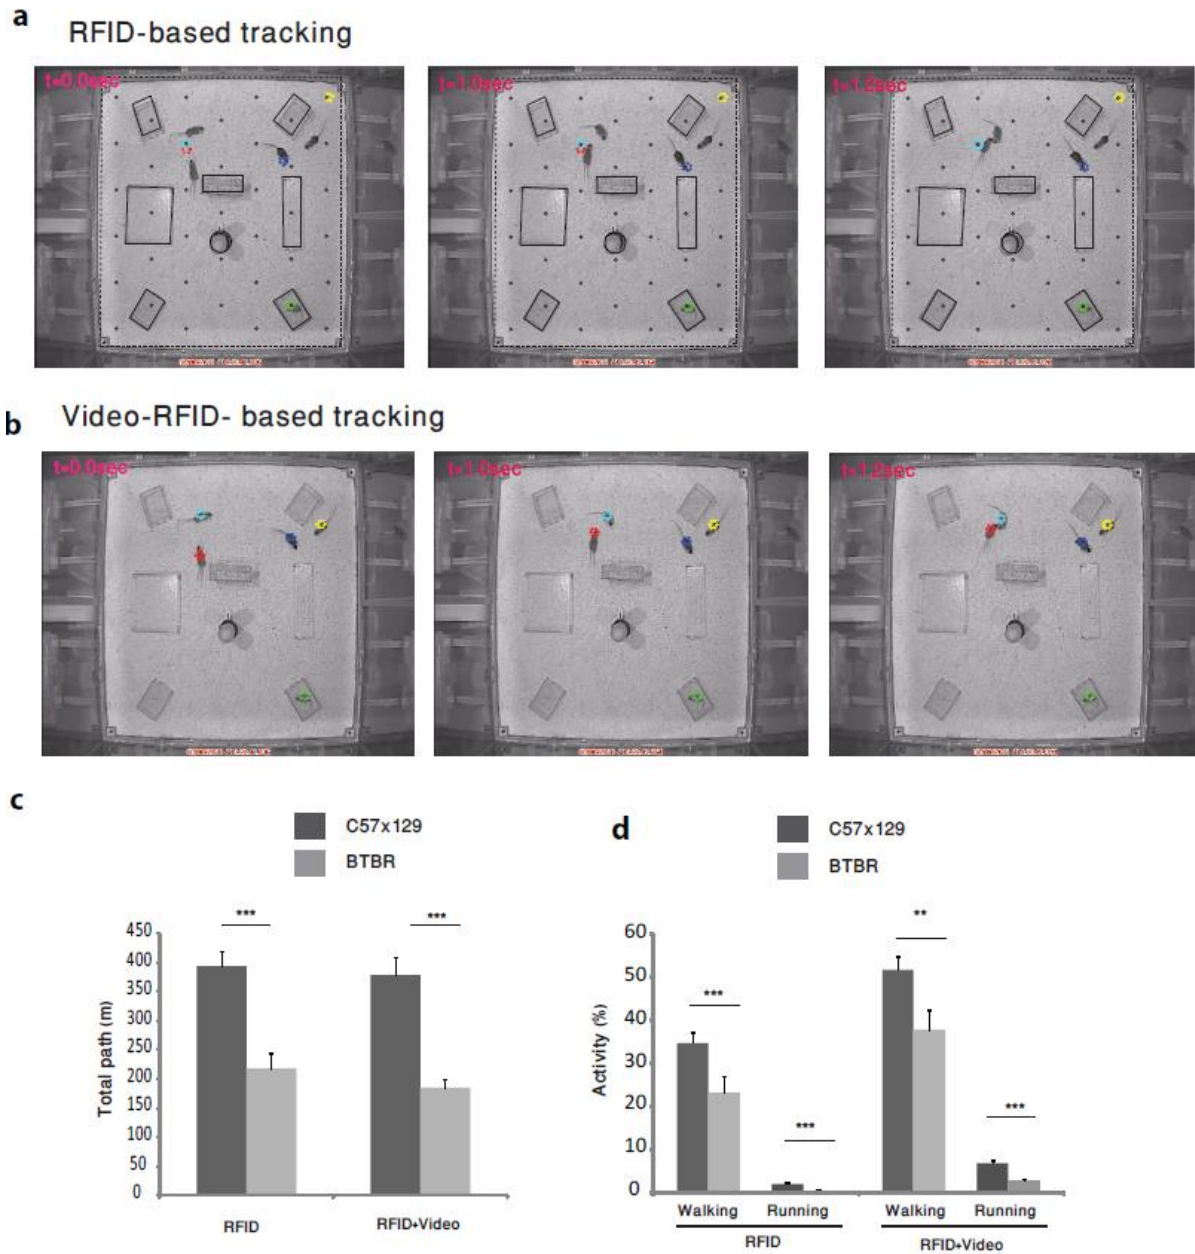 a
RFID-based tracking
t=0.0sec
t=1.0sec
t=1.2sec
b
Video-RFID- based tracking
t=0.0sec
t=1.0sec
t=1.2sec
c
C57x129
BTBR
d
C57x129
BTBR
***
***
450
400
350
300
250
200
150
100
50
0
Total path (m)
RFID
RFID+Video
***
***
**
***
60
50
40
30
20
10
0
Activity (%)
Walking
Running
Walking
Running
RFID
RFID+Video